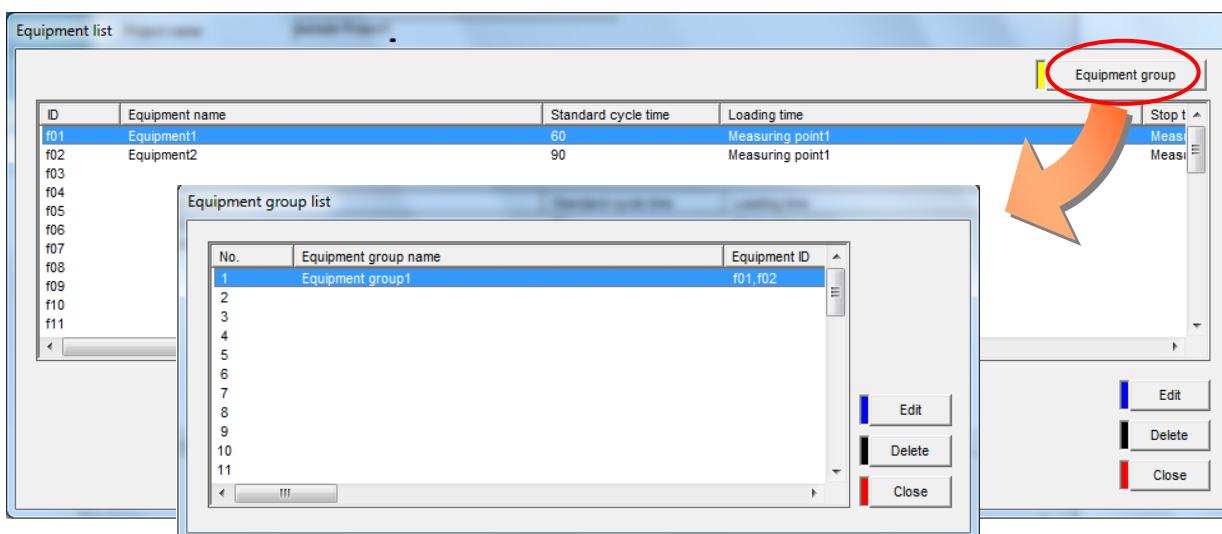 Equipment list
Equipment group
ID Equipment name Standard cycle time Loading time Stop t
f01 Equipment1 60 Measuring point1 Meas
f02 Equipment2 90 Measuring point1 Meas
f03
f04
f05
f06
f07
f08
f09
f10
f11
Equipment group list
No. Equipment group name Equipment ID
1 Equipment group1 f01,f02
2
3
4
5
6
7
8
9
10
11
Edit
Delete
Close
Edit
Delete
Close